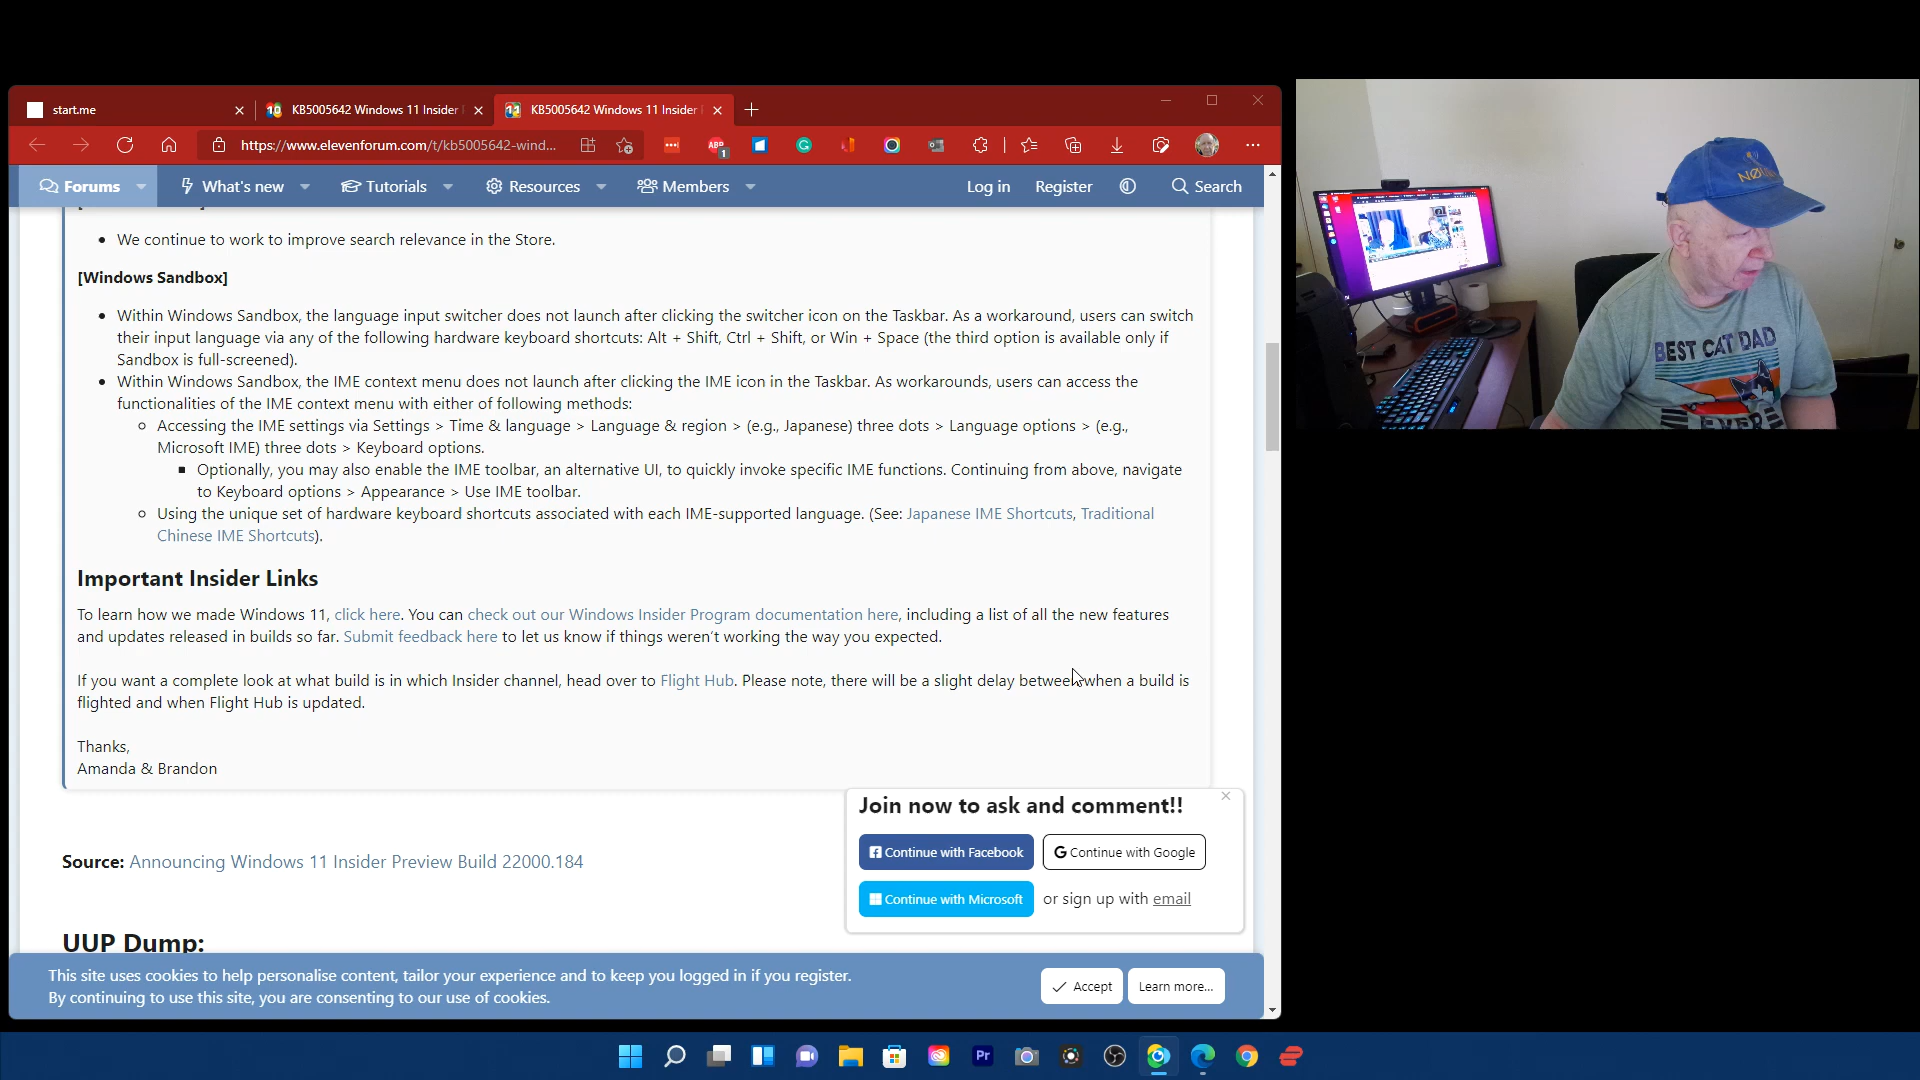 start.me
KB5005642 Windows 11 Insider
KB5005642 Windows 11 Insider
https://www.elevenforum.com/t/kb5005642-wind...
ABP
1
Forums
What's new
Tutorials
Resources
Members
Log in
Register
Search
• We continue to work to improve search relevance in the Store.
[Windows Sandbox]
• Within Windows Sandbox, the language input switcher does not launch after clicking the switcher icon on the Taskbar. As a workaround, users can switch
their input language via any of the following hardware keyboard shortcuts: Alt + Shift, Ctrl + Shift, or Win + Space (the third option is available only if
Sandbox is full-screened).
• Within Windows Sandbox, the IME context menu does not launch after clicking the IME icon in the Taskbar. As workarounds, users can access the
functionalities of the IME context menu with either of following methods:
Accessing the IME settings via Settings > Time & language > Language & region > (e.g., Japanese) three dots > Language options > (e.g.,
Microsoft IME) three dots > Keyboard options.
Optionally, you may also enable the IME toolbar, an alternative UI, to quickly invoke specific IME functions. Continuing from above, navigate
to Keyboard options > Appearance > Use IME toolbar.
Using the unique set of hardware keyboard shortcuts associated with each IME-supported language. (See: Japanese IME Shortcuts, Traditional
Chinese IME Shortcuts).
Important Insider Links
To learn how we made Windows 11, click here. You can check out our Windows Insider Program documentation here, including a list of all the new features
and updates released in builds so far. Submit feedback here to let us know if things weren't working the way you expected.
If you want a complete look at what build is in which Insider channel, head over to Flight Hub. Please note, there will be a slight delay between when a build is
flighted and when Flight Hub is updated.
Thanks,
Amanda & Brandon
Join now to ask and comment!!
Continue with Facebook
Continue with Google
Continue with Microsoft
or sign up with email
Source: Announcing Windows 11 Insider Preview Build 22000.184
UUP Dump:
This site uses cookies to help personalise content, tailor your experience and to keep you logged in if you register.
By continuing to use this site, you are consenting to our use of cookies.
Accept
Learn more...
Pr
BEST CAT DAD
EVER